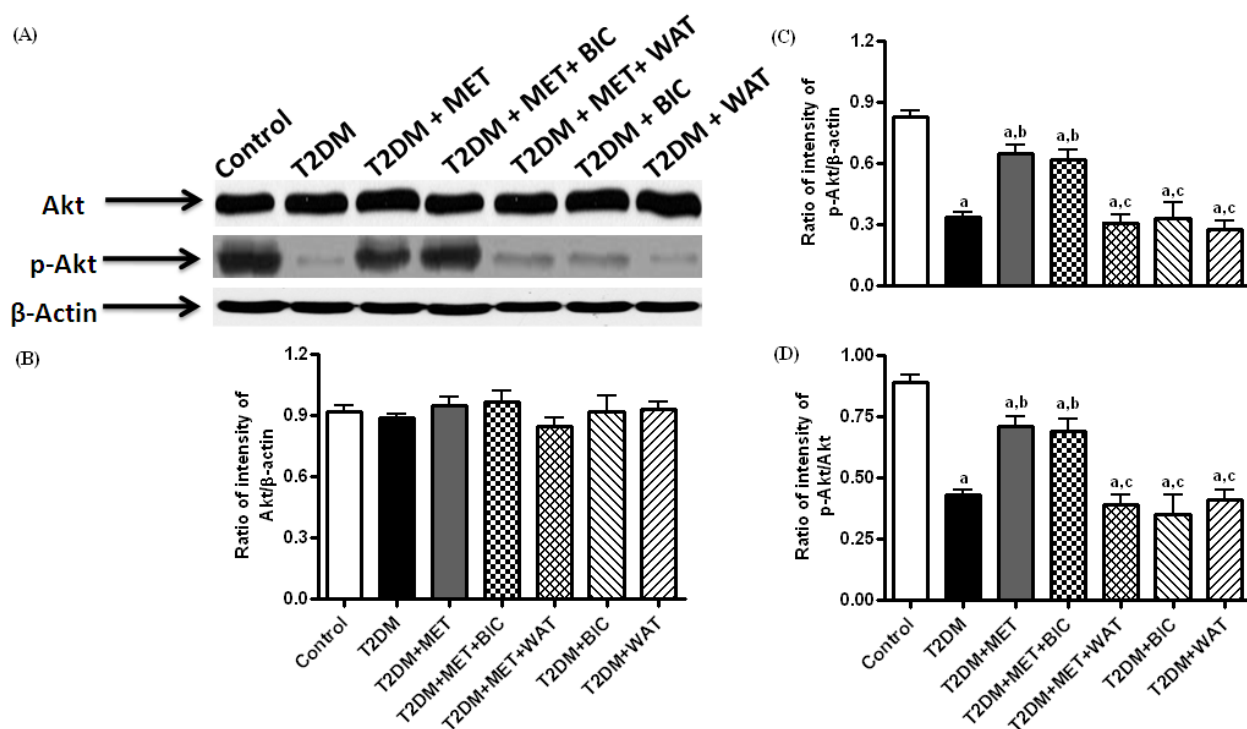 (A)
Control
T2DM
T2DM + MET
T2DM + MET+ BIC
T2DM + MET+ WAT
T2DM + BIC
T2DM + WAT
Akt
p-Akt
β-Actin
(B)
Ratio of intensity of
Akt/β-actin
1.2
0.9
0.6
0.3
0.0
Control
T2DM
T2DM+MET
T2DM+MET+BIC
T2DM+MET+WAT
T2DM+BIC
T2DM+WAT
(C)
Ratio of intensity of
p-Akt/β-actin
1.2
0.9
0.6
0.3
0.0
a
a,b
a,b
a,c
a,c
a,c
(D)
Ratio of intensity of
p-Akt/Akt
1.00
0.75
0.50
0.25
0.00
a
a,b
a,b
a,c
a,c
a,c
Control
T2DM
T2DM+MET
T2DM+MET+BIC
T2DM+MET+WAT
T2DM+BIC
T2DM+WAT